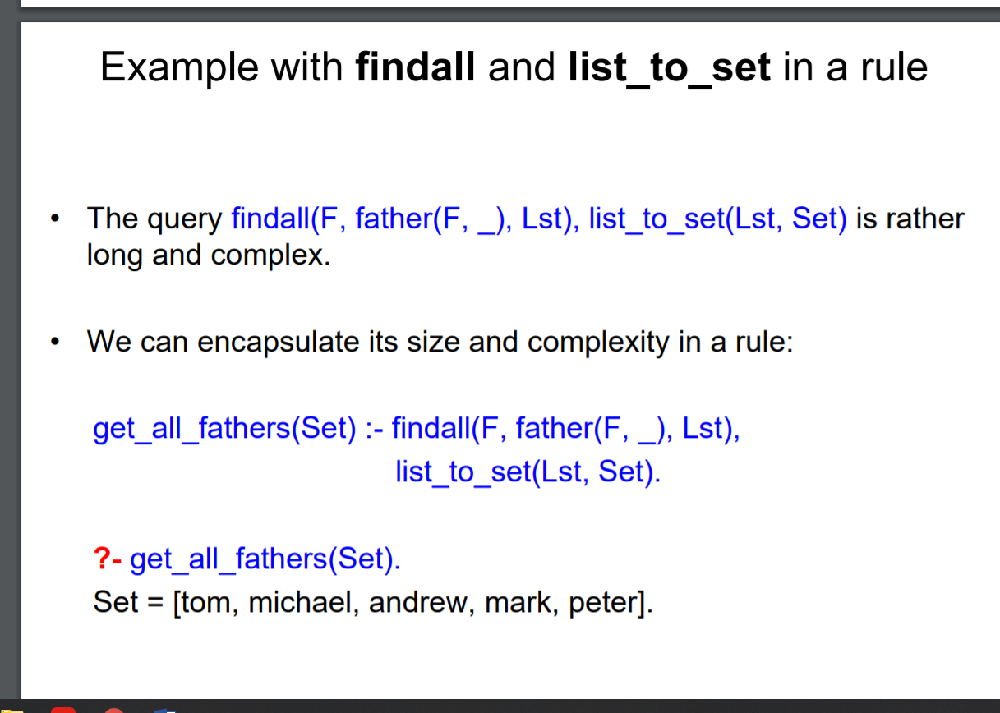 Example with findall and list_to_set in a rule
• The query findall(F, father(F, _), Lst), list_to_set(Lst, Set) is rather
long and complex.
• We can encapsulate its size and complexity in a rule:
get_all_fathers(Set) :- findall(F, father(F, _), Lst),
list_to_set(Lst, Set).
?- get_all_fathers(Set).
Set = [tom, michael, andrew, mark, peter].